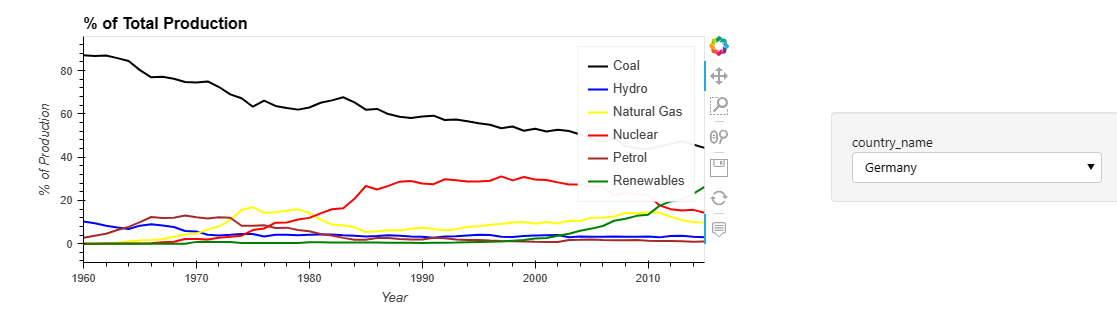 % of Total Production
% of Production
80
60
40
20
0
1960
1970
1980
1990
2000
2010
Year
Coal
Hydro
Natural Gas
Nuclear
Petrol
Renewables
country_name
Germany